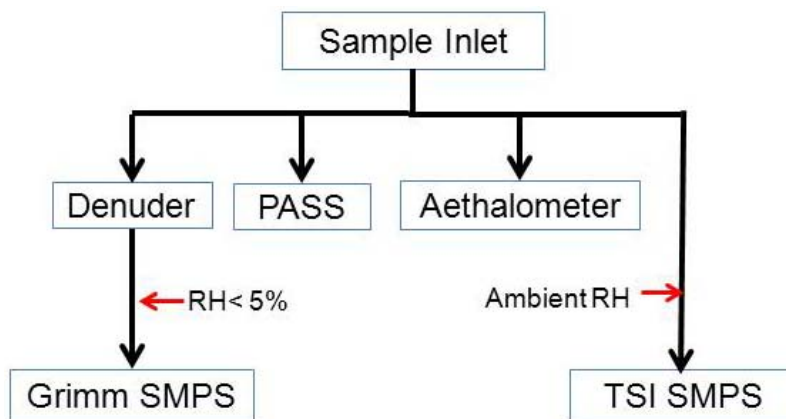 Sample Inlet
Denuder
PASS
Aethalometer
RH< 5%
Ambient RH
Grimm SMPS
TSI SMPS